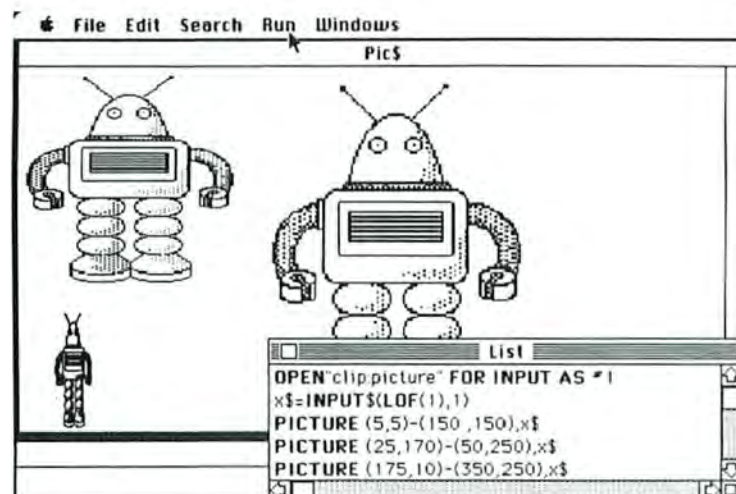 File Edit Search Run Windows
Pic$
List
OPEN"clip:picture" FOR INPUT AS #1
x$=INPUT$(LOF(1),1)
PICTURE (5,5)-(150 ,150),x$
PICTURE (25,170)-(50,250),x$
PICTURE (175,10)-(350,250),x$